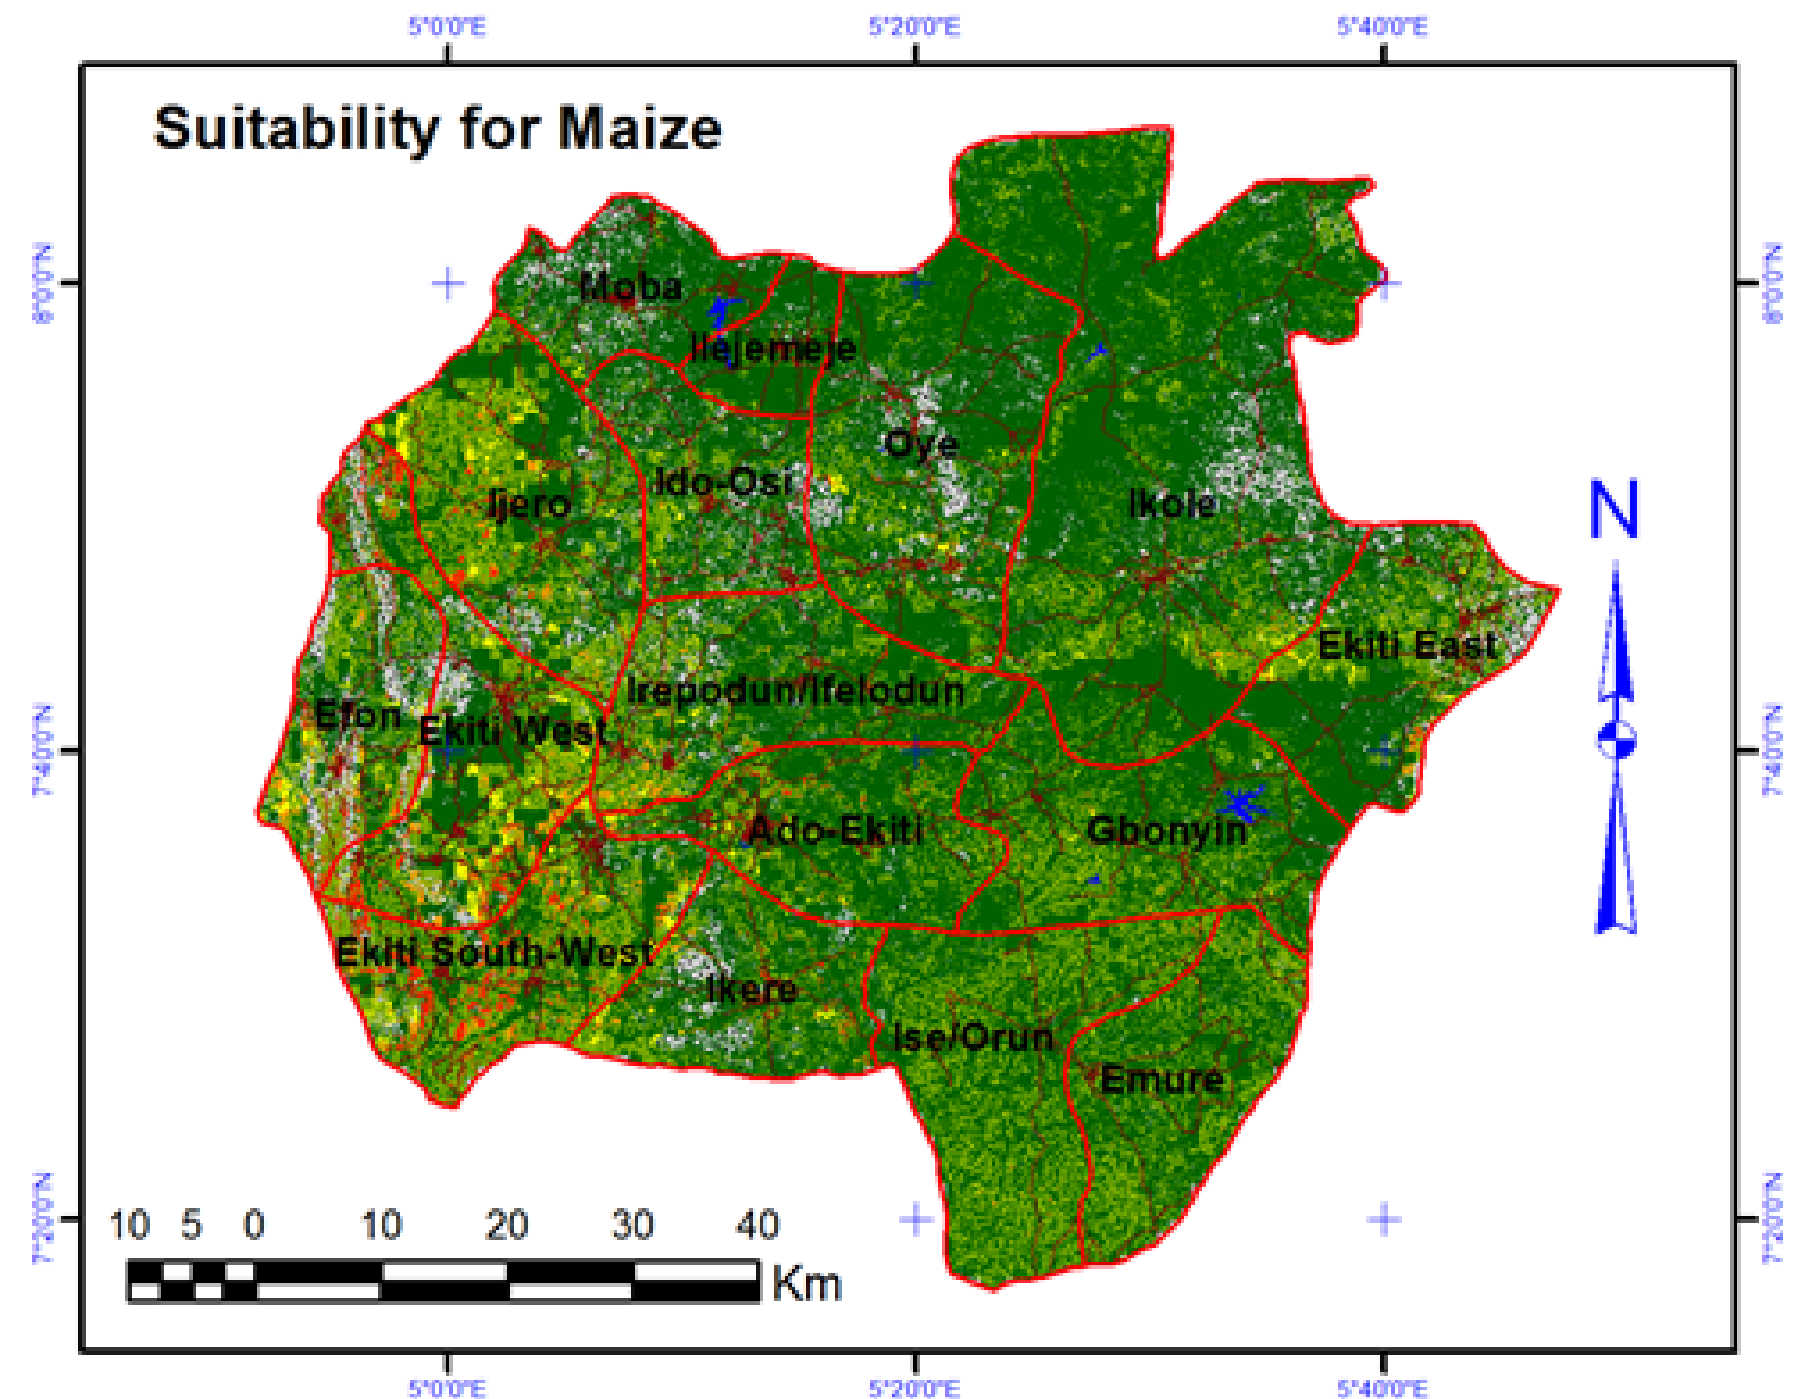 5°0'0"E 5°20'0"E 5°40'0"E
Suitability for Maize
8°0'0"N 8°0'0"N
Moba
Ilejemeje
Oye
Ido-Osi
Ijero Ikole
N
Ekiti East
Irepodun/Ifelodun
Efon Ekiti West
7°40'0"N 7°40'0"N
Ado-Ekiti Gbonyin
Ekiti South-West
Ikere
Ise/Orun
Emure
7°20'0"N 7°20'0"N
10 5 0 10 20 30 40
Km
5°0'0"E 5°20'0"E 5°40'0"E